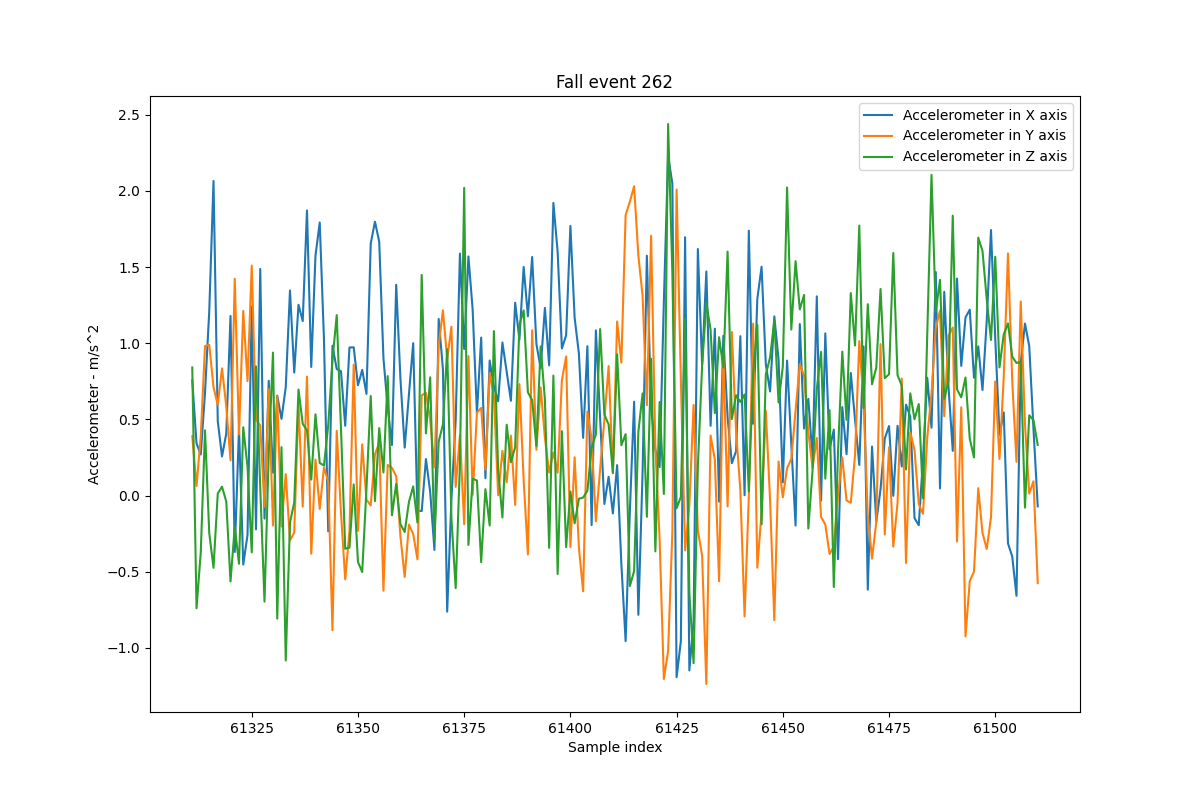 Fall event 262
Accelerometer in X axis
Accelerometer in Y axis
Accelerometer in Z axis
Accelerometer - m/s^2
2.5
2.0
1.5
1.0
0.5
0.0
−0.5
−1.0
61325 61350 61375 61400 61425 61450 61475 61500
Sample index